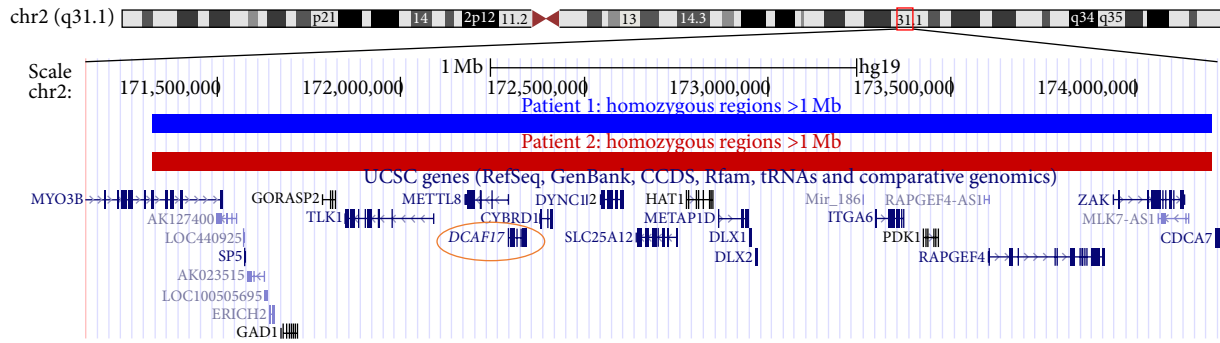 chr2 (q31.1) p21 14 2p12 11.2 13 14.3 31.1 q34 q35
Scale 1 Mb hg19
chr2: 171,500,000 172,000,000 172,500,000 173,000,000 173,500,000 174,000,000
Patient 1: homozygous regions >1 Mb
Patient 2: homozygous regions >1 Mb
UCSC genes (RefSeq, GenBank, CCDS, Rfam, tRNAs and comparative genomics)
MYO3B GORASP2 METTL8 DYNC1I2 HAT1 Mir_186 RAPGEF4-AS1 ZAK
AK127400 TLK1 CYBRD1 METAP1D ITGA6 MLK7-AS1
LOC440925 DCAF17 SLC25A12 DLX1 PDK1 CDCA7
SP5 DLX2 RAPGEF4
AK023515
LOC100505695
ERICH2
GAD1